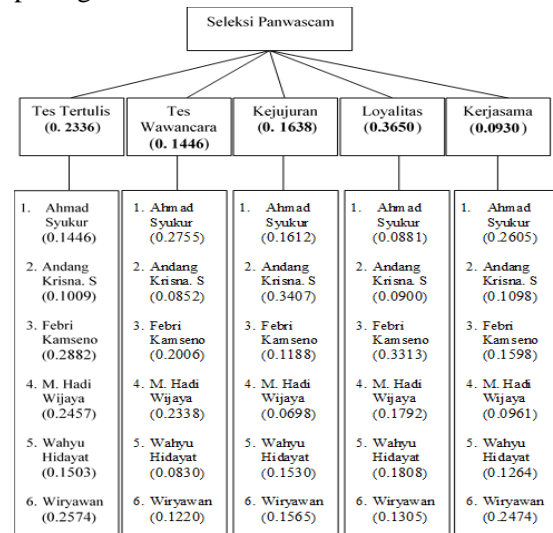 Seleksi Panwascam
Tes Tertulis
(0. 2336)
Tes
Wawancara
(0. 1446)
Kejujuran
(0. 1638)
Loyalitas
(0.3650)
Kerjasama
(0.0930)
1. Ahmad
Syukur
(0.1446)
2. Andang
Krisna. S
(0.1009)
3. Febri
Kamseno
(0.2882)
4. M. Hadi
Wijaya
(0.2457)
5. Wahyu
Hidayat
(0.1503)
6. Wiryawan
(0.2574)
1. Ahmad
Syukur
(0.2755)
2. Andang
Krisna. S
(0.0852)
3. Febri
Kamseno
(0.2006)
4. M. Hadi
Wijaya
(0.2338)
5. Wahyu
Hidayat
(0.0830)
6. Wiryawan
(0.1220)
1. Ahmad
Syukur
(0.1612)
2. Andang
Krisna. S
(0.3407)
3. Febri
Kamseno
(0.1188)
4. M. Hadi
Wijaya
(0.0698)
5. Wahyu
Hidayat
(0.1530)
6. Wiryawan
(0.1565)
1. Ahmad
Syukur
(0.0881)
2. Andang
Krisna. S
(0.0900)
3. Febri
Kamseno
(0.3313)
4. M. Hadi
Wijaya
(0.1792)
5. Wahyu
Hidayat
(0.1808)
6. Wiryawan
(0.1305)
1. Ahmad
Syukur
(0.2605)
2. Andang
Krisna. S
(0.1098)
3. Febri
Kamseno
(0.1598)
4. M. Hadi
Wijaya
(0.0961)
5. Wahyu
Hidayat
(0.1264)
6. Wiryawan
(0.2474)